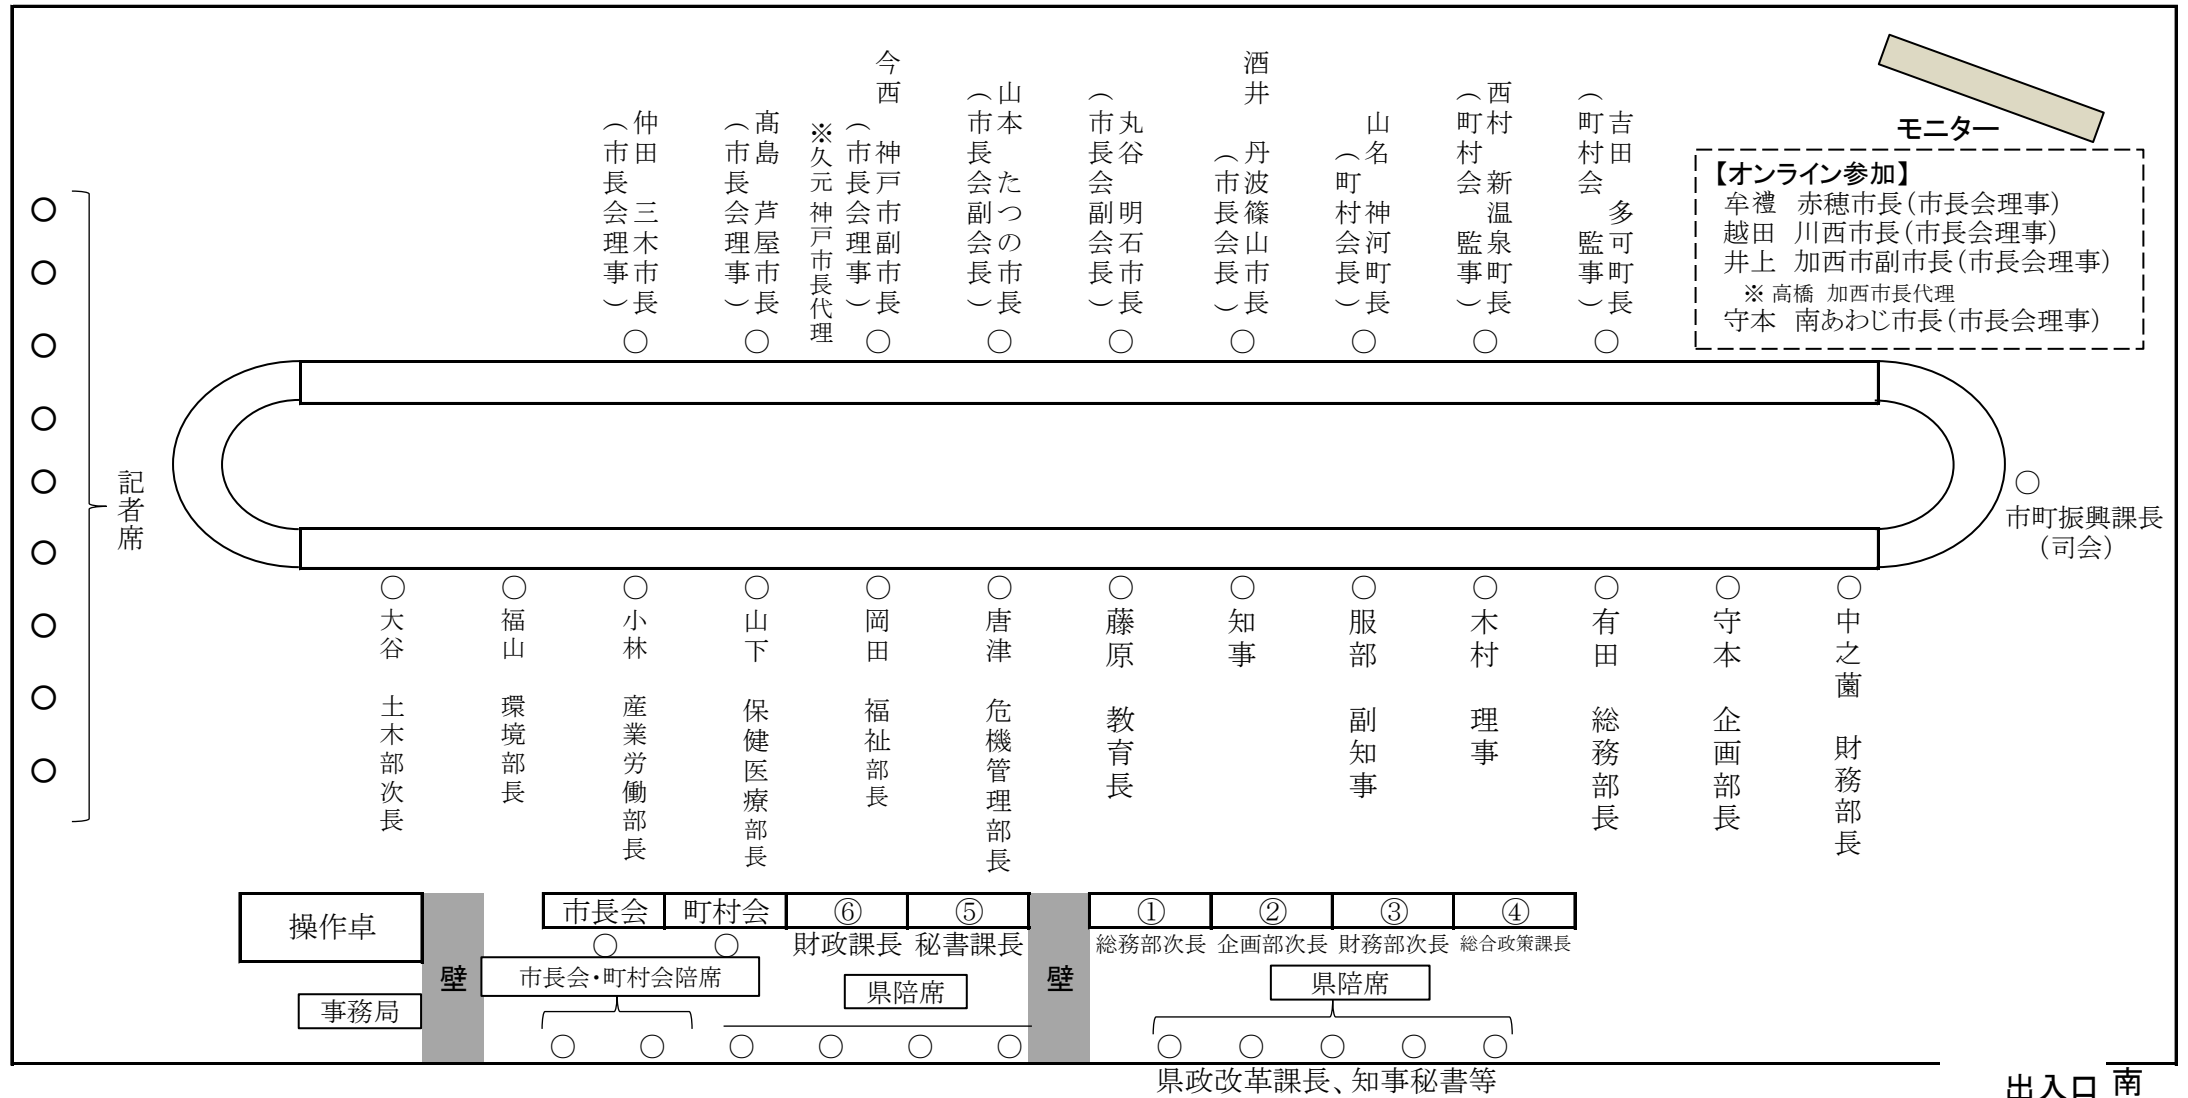 仲田 三木市長
（市長会理事）
髙島 芦屋市長
（市長会理事）
今西 神戸市副市長
（市長会理事）
※久元 神戸市長代理
山本 たつの市長
（市長会副会長）
丸谷 明石市長
（市長会副会長）
酒井 丹波篠山市長
（市長会会長）
山名 神河町長
（町村会会長）
西村 新温泉町長
（町村会 監事）
吉田 多可町長
（町村会 監事）
モニター
【オンライン参加】
牟禮 赤穂市長(市長会理事)
越田 川西市長(市長会理事)
井上 加西市副市長(市長会理事)
※ 高橋 加西市長代理
守本 南あわじ市長(市長会理事)
記者席
市町振興課長
(司会)
大谷 土木部次長
福山 環境部長
小林 産業労働部長
山下 保健医療部長
岡田 福祉部長
唐津 危機管理部長
藤原 教育長
知事
服部 副知事
木村 理事
有田 総務部長
守本 企画部長
中之薗 財務部長
操作卓
事務局
壁
市長会
町村会
⑥
財政課長
⑤
秘書課長
市長会・町村会陪席
県陪席
壁
①
総務部次長
②
企画部次長
③
財務部次長
④
総合政策課長
県陪席
県政改革課長、知事秘書等
出入口
南